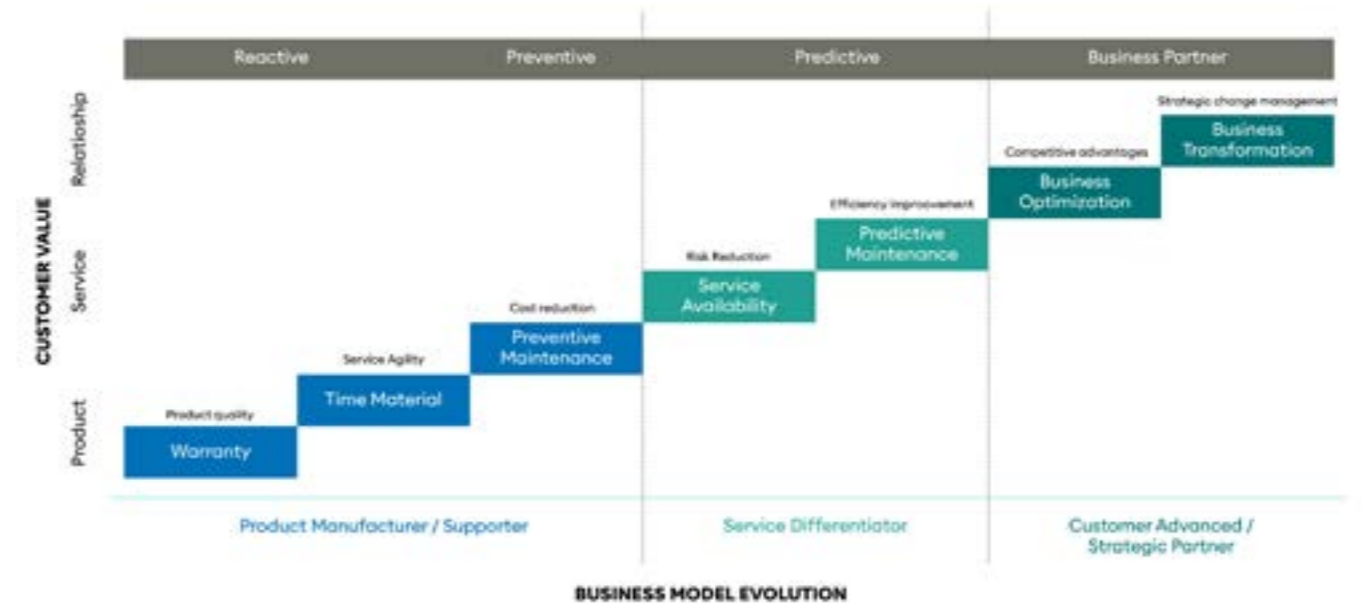 Reactive Preventive Predictive Business Partner
Strategic change management
Business
Transformation
Competitive advantages
Business
Optimization
Efficiency improovement
Predictive
Maintenance
Risk Reduction
Service
Availability
Cost reduction
Preventive
Maintenance
Service Agility
Time Material
Product quality
Warranty
CUSTOMER VALUE
Relatioship
Service
Product
Product Manufacturer / Supporter
Service Differentiator
Customer Advanced /
Strategic Partner
BUSINESS MODEL EVOLUTION